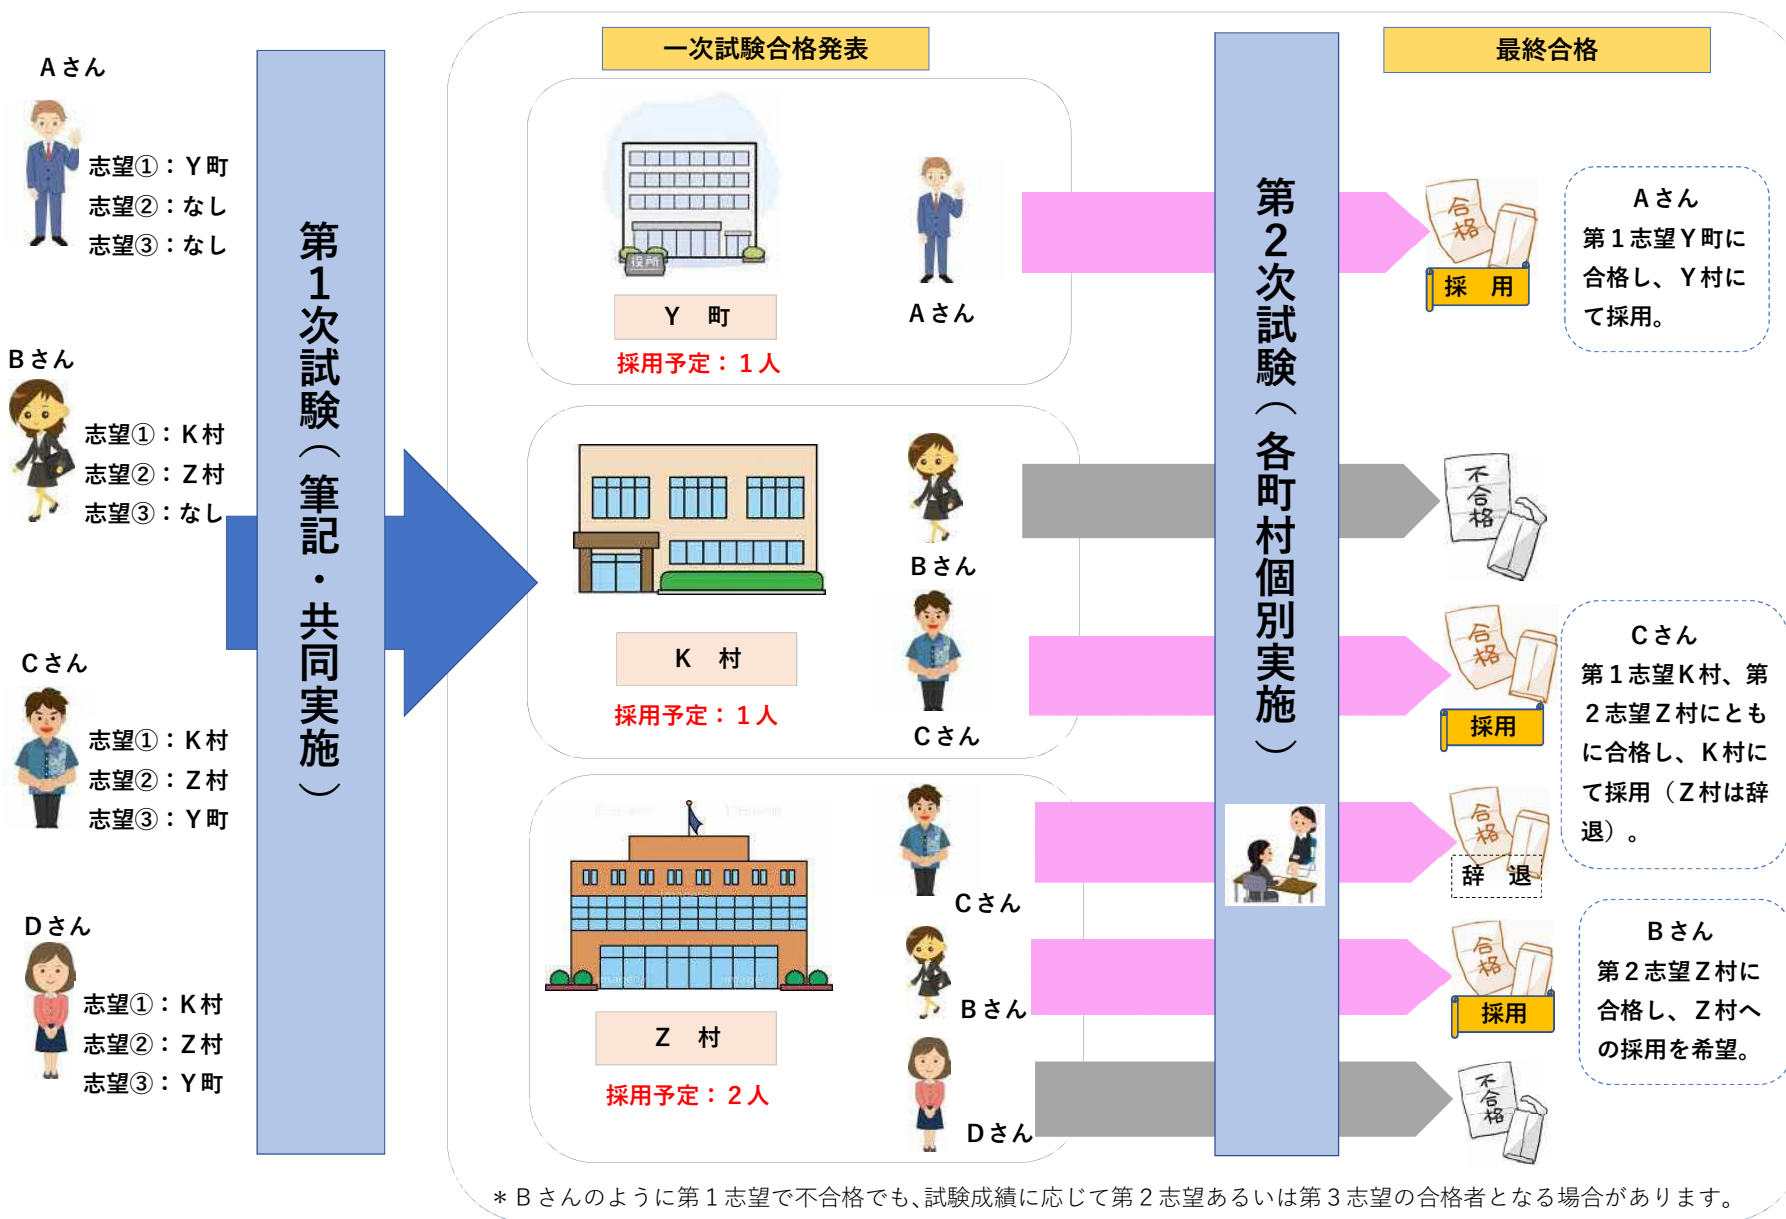 Aさん
志望①：Y町
志望②：なし
志望③：なし
Bさん
志望①：K村
志望②：Z村
志望③：なし
Cさん
志望①：K村
志望②：Z村
志望③：Y町
Dさん
志望①：K村
志望②：Z村
志望③：Y町
第1次試験（筆記・共同実施）
一次試験合格発表
役所
Y 町
採用予定：1人
Aさん
K 村
採用予定：1人
Bさん
Cさん
Z 村
採用予定：2人
Cさん
Bさん
Dさん
第2次試験（各町村個別実施）
最終合格
合格
採 用
Aさん
第1志望Y町に
合格し、Y村に
て採用。
不合格
合格
採用
Cさん
第1志望K村、第
2志望Z村にとも
に合格し、K村に
て採用（Z村は辞
退）。
合格
辞 退
合格
採用
Bさん
第2志望Z村に
合格し、Z村へ
の採用を希望。
不合格
＊Bさんのように第1志望で不合格でも、試験成績に応じて第2志望あるいは第3志望の合格者となる場合があります。